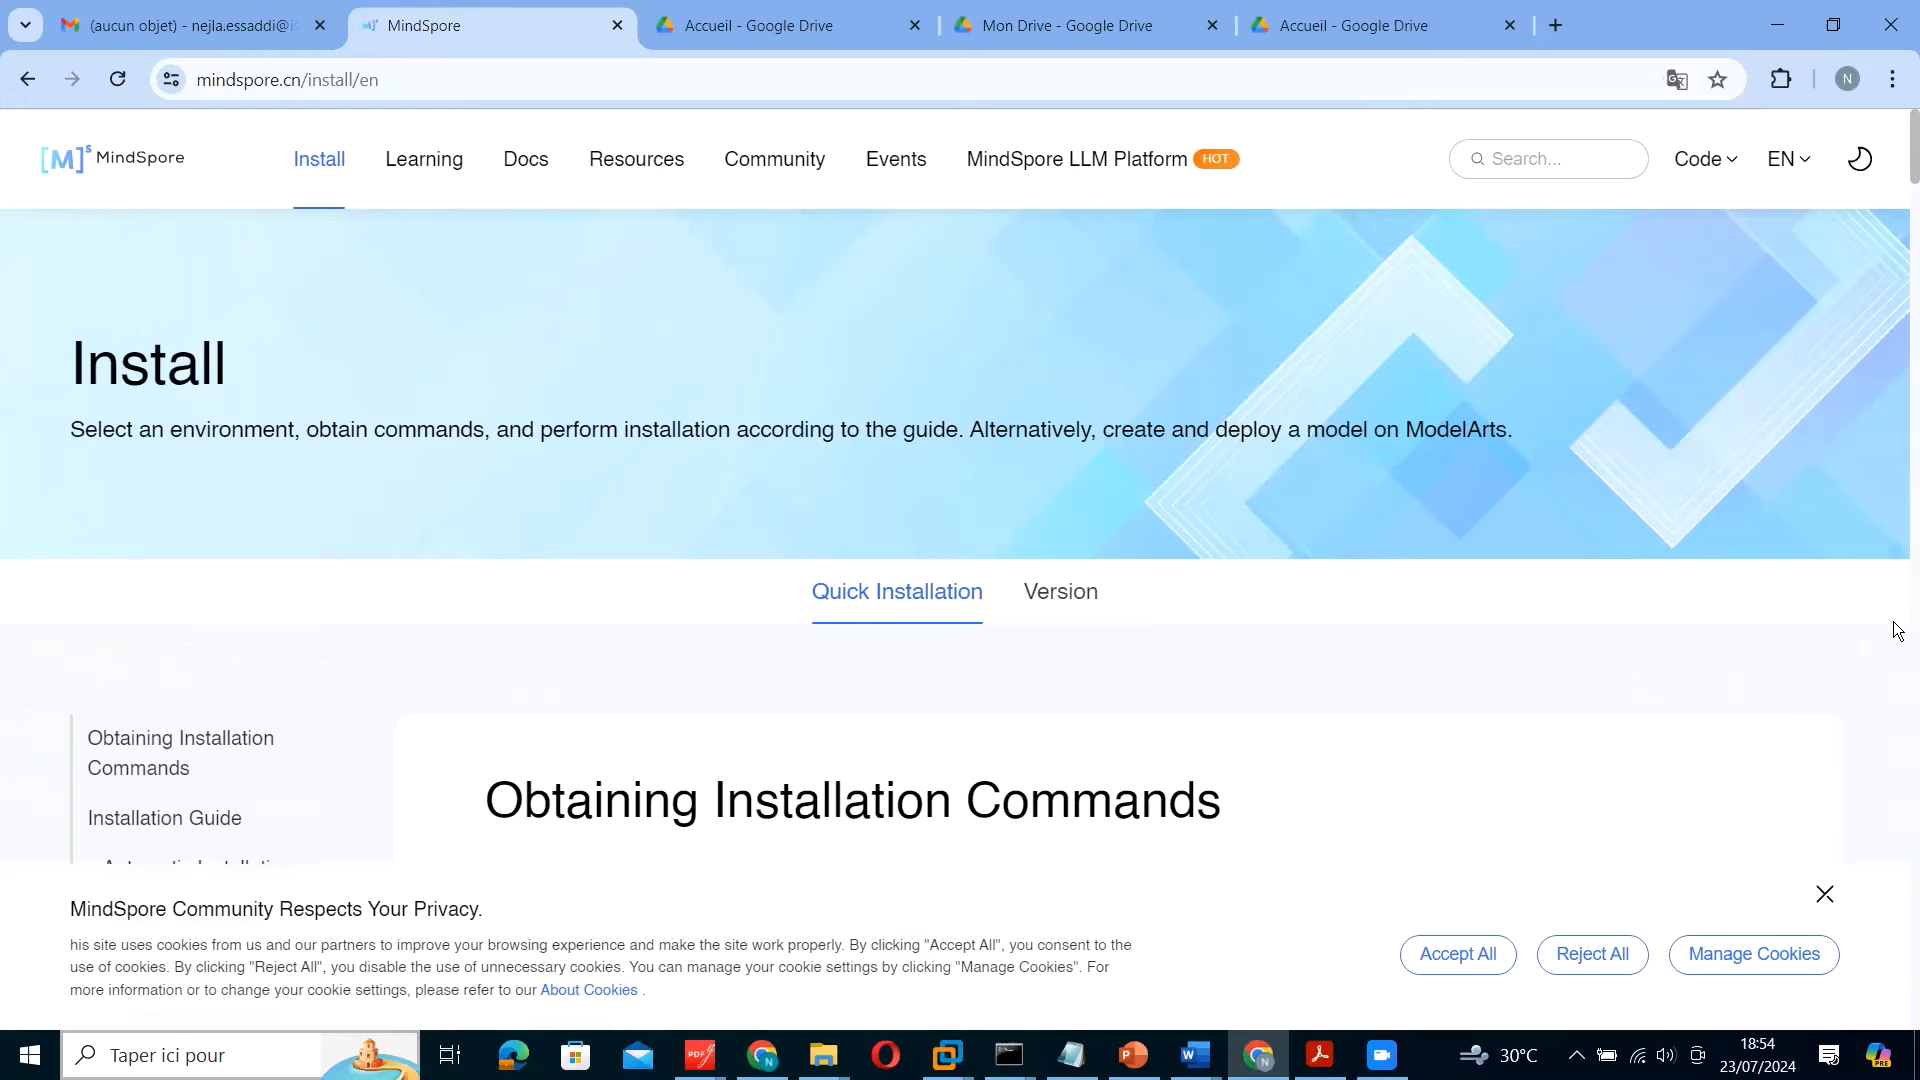 (aucun objet) - nejla.essaddi@is
MindSpore
Accueil - Google Drive
Mon Drive - Google Drive
Accueil - Google Drive
mindspore.cn/install/en
N
[M]s MindSpore
Install
Learning
Docs
Resources
Community
Events
MindSpore LLM Platform HOT
Search...
Code
EN
Install
Select an environment, obtain commands, and perform installation according to the guide. Alternatively, create and deploy a model on ModelArts.
Quick Installation
Version
Obtaining Installation
Commands
Installation Guide
Obtaining Installation Commands
MindSpore Community Respects Your Privacy.
his site uses cookies from us and our partners to improve your browsing experience and make the site work properly. By clicking "Accept All", you consent to the
use of cookies. By clicking "Reject All", you disable the use of unnecessary cookies. You can manage your cookie settings by clicking "Manage Cookies". For
more information or to change your cookie settings, please refer to our About Cookies .
Accept All
Reject All
Manage Cookies
Taper ici pour
30°C
18:54
23/07/2024